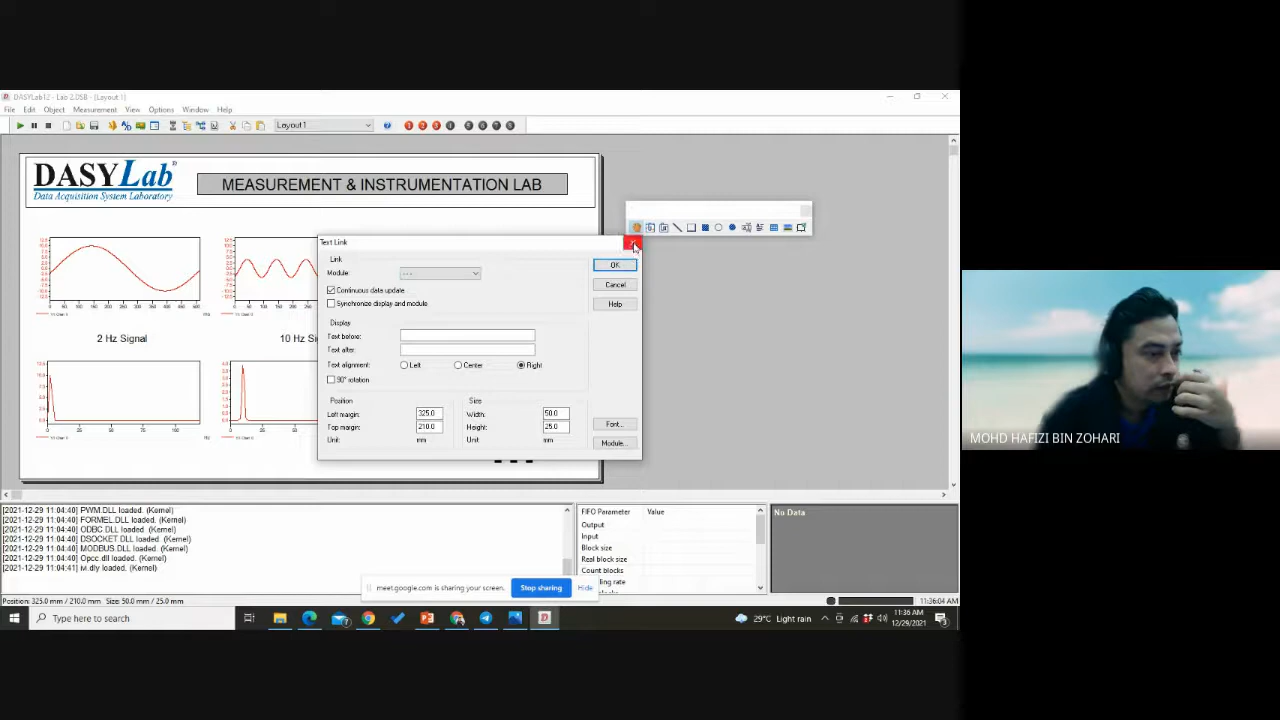 DASYLab12 - Lab 2.DSB - [Layout 1]
File Edit Object Measurement View Options Window Help
Layout 1
DASYLab
Data Acquisition System Laboratory
MEASUREMENT & INSTRUMENTATION LAB
2 Hz Signal
10 Hz
Text Link
Link
Module:
---
Continuous data update
Synchronize display and module
OK
Cancel
Help
Display
Text before:
Text after:
Text alignment:
Left
Center
Right
90° rotation
Position
Left margin: 325.0
Top margin: 210.0
Unit: mm
Size
Width: 50.0
Height: 25.0
Unit mm
Font...
Module...
[2021-12-29 11:04:40] PWM.DLL loaded. (Kernel)
[2021-12-29 11:04:40] FORMEL.DLL loaded. (Kernel)
[2021-12-29 11:04:40] ODBC.DLL loaded. (Kernel)
[2021-12-29 11:04:40] DSOCKET.DLL loaded. (Kernel)
[2021-12-29 11:04:40] MODBUS.DLL loaded. (Kernel)
[2021-12-29 11:04:40] Opcc.dll loaded. (Kernel)
FIFO Parameter Value
Output
Input
Block size
Real block size
Count blocks
No Data
meet.google.com is sharing your screen.
Stop sharing
Hide
Position: 325.0 mm / 210.0 mm Size: 50.0 mm / 25.0 mm
11:36:04 AM
Type here to search
29°C Light rain
11:36 AM
12/29/2021
MOHD HAFIZI BIN ZOHARI